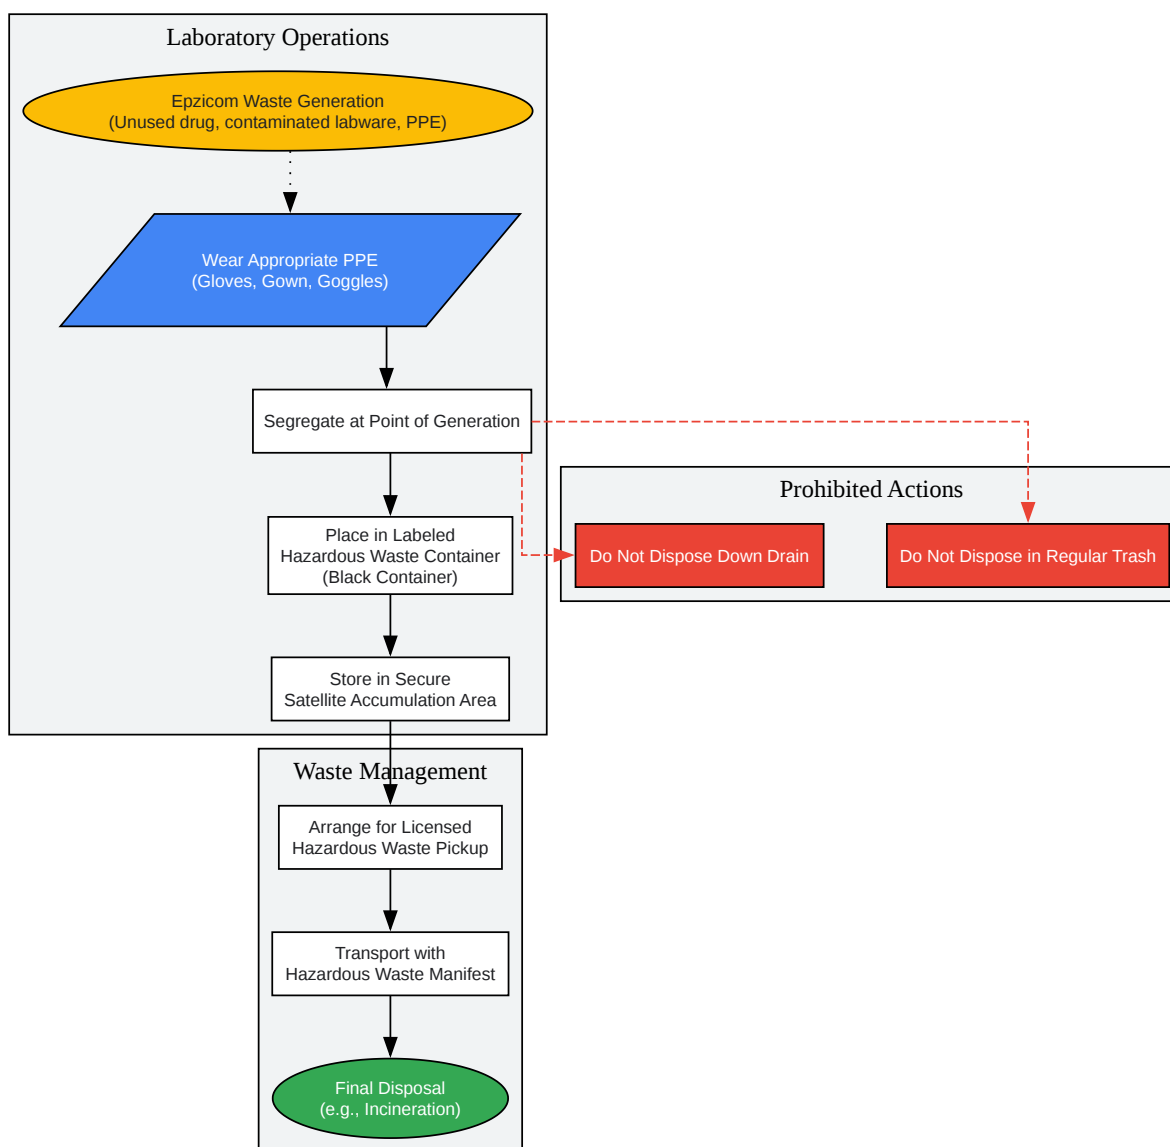 Laboratory Operations
Epzicom Waste Generation
(Unused drug, contaminated labware, PPE)
Wear Appropriate PPE
(Gloves, Gown, Goggles)
Segregate at Point of Generation
Prohibited Actions
Do Not Dispose Down Drain
Do Not Dispose in Regular Trash
Place in Labeled
Hazardous Waste Container
(Black Container)
Store in Secure
Satellite Accumulation Area
Waste Management
Arrange for Licensed
Hazardous Waste Pickup
Transport with
Hazardous Waste Manifest
Final Disposal
(e.g., Incineration)